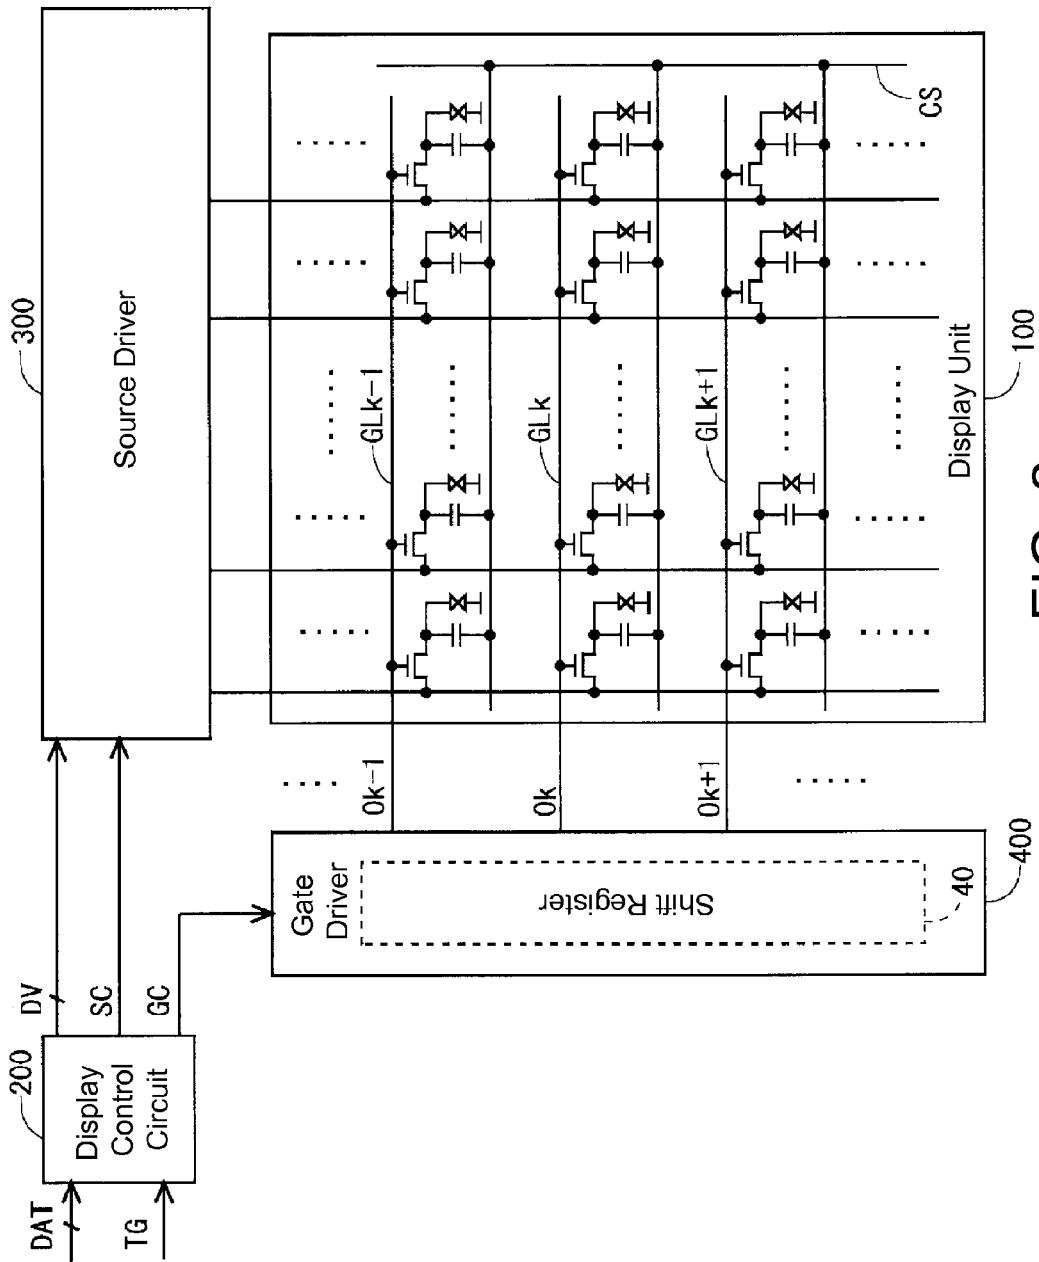 200
300
DAT
TG
Display
Control
Circuit
DV
SC
GC
Source Driver
Gate
Driver
Shift Register
40
400
Ok-1
Ok
Ok+1
GLk-1
GLk
GLk+1
CS
Display Unit
100
FIG.